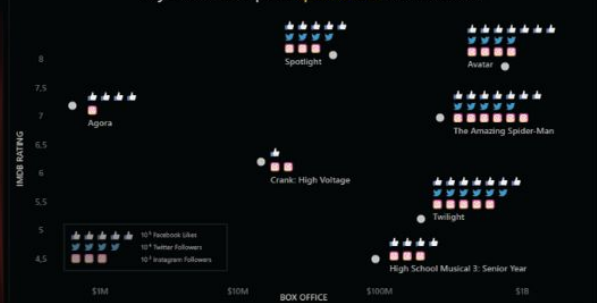 8
Spotlight
Avatar
7,5
Agora
7
The Amazing Spider-Man
IMDB RATING
6,5
Crank: High Voltage
6
5,5
Twilight
5
10⁵ Facebook Likes
10⁴ Twitter Followers
Instagram Followers
4,5
High School Musical 3: Senior Year
$1M
$10M
$100M
$1B
BOX OFFICE